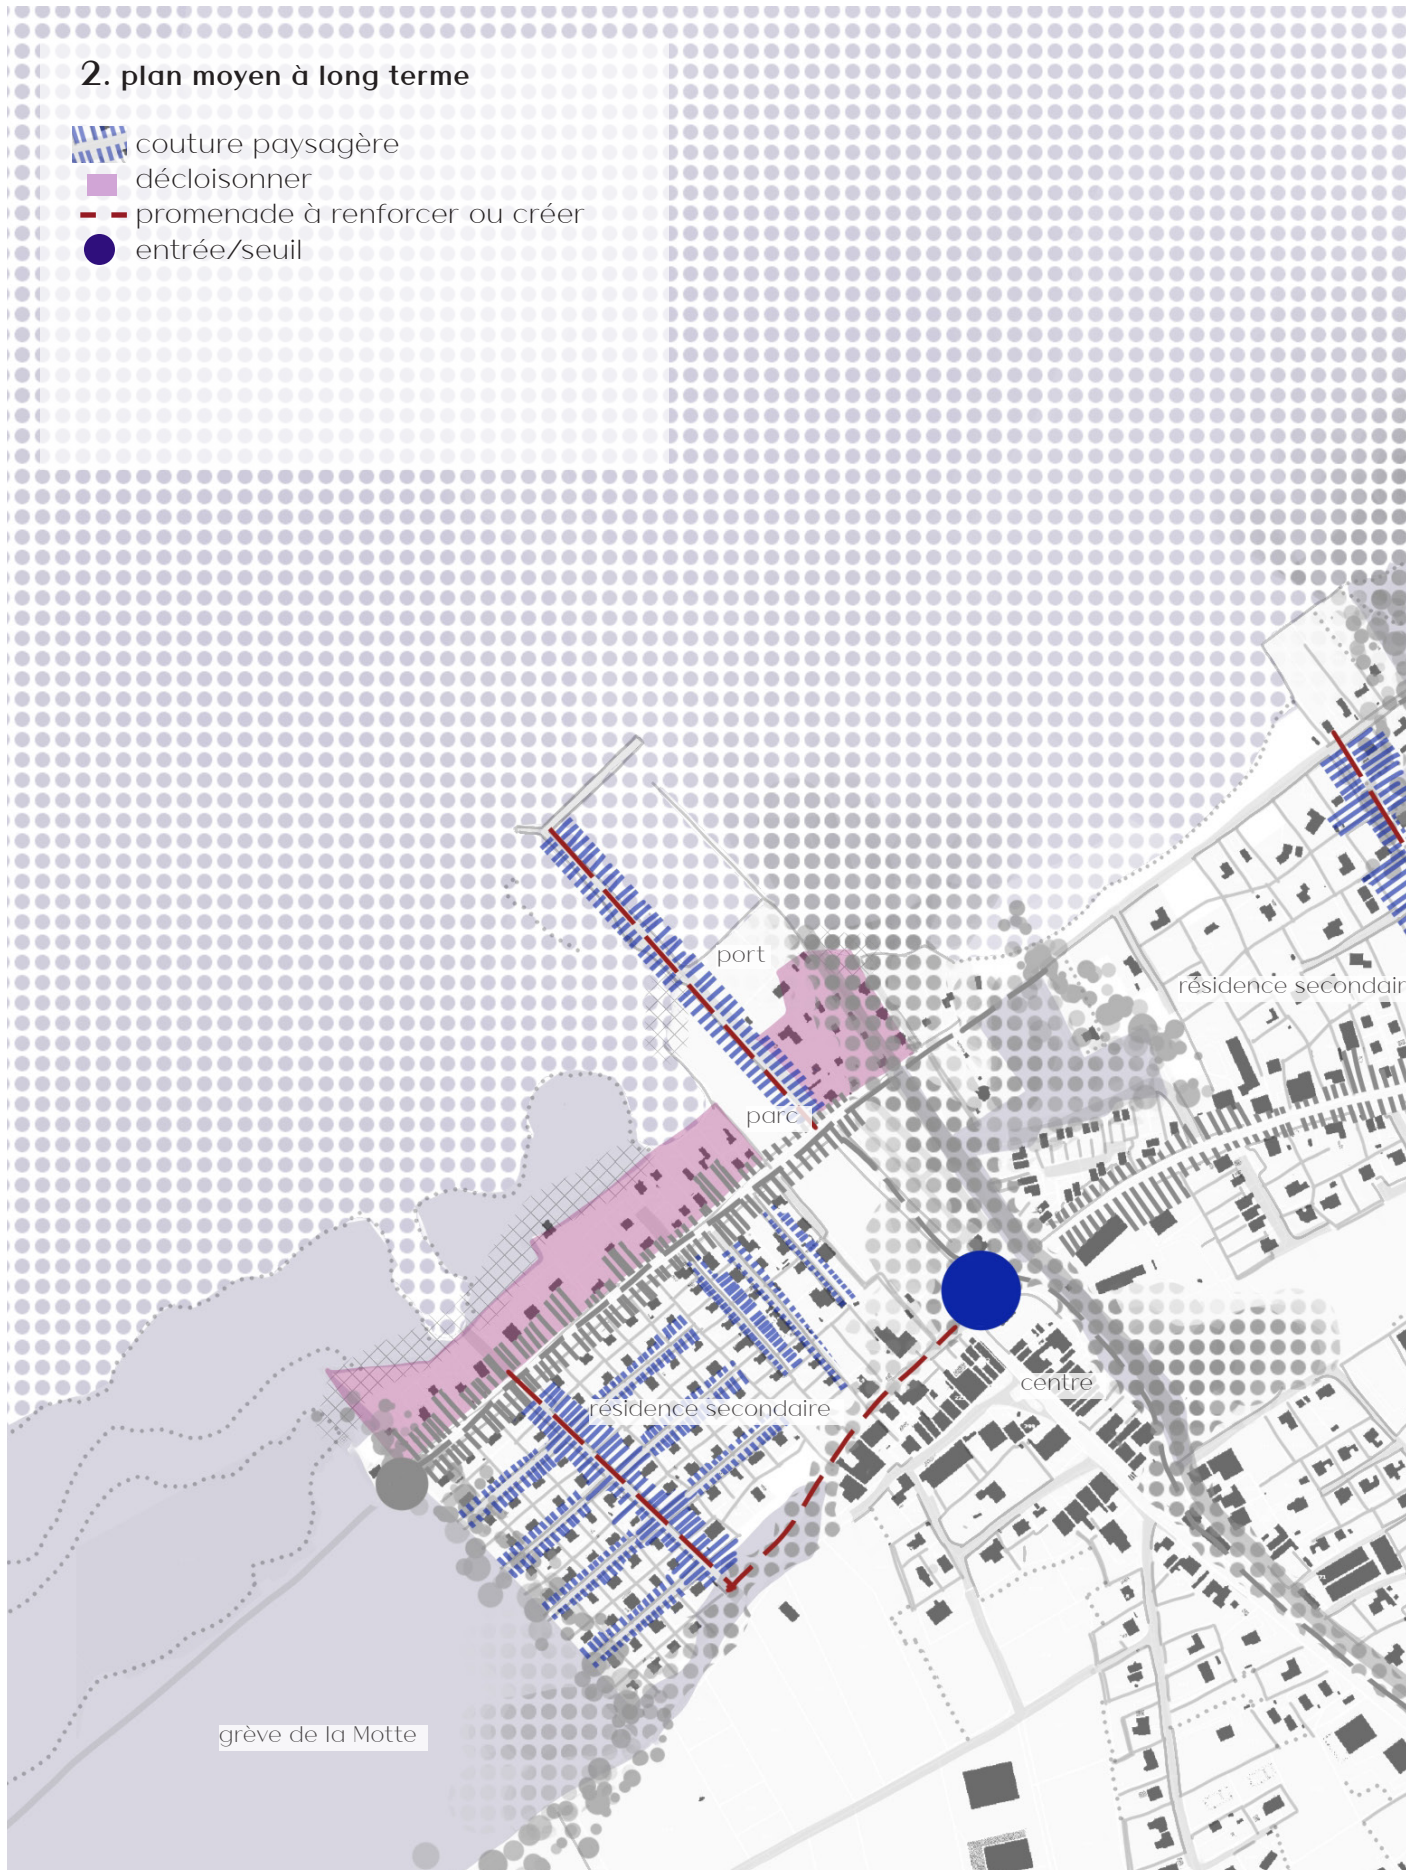 2. plan moyen à long terme
couture paysagère
décloisonner
promenade à renforcer ou créer
entrée/seuil
port
résidence secondair
parc
centre
résidence secondaire
grève de la Motte